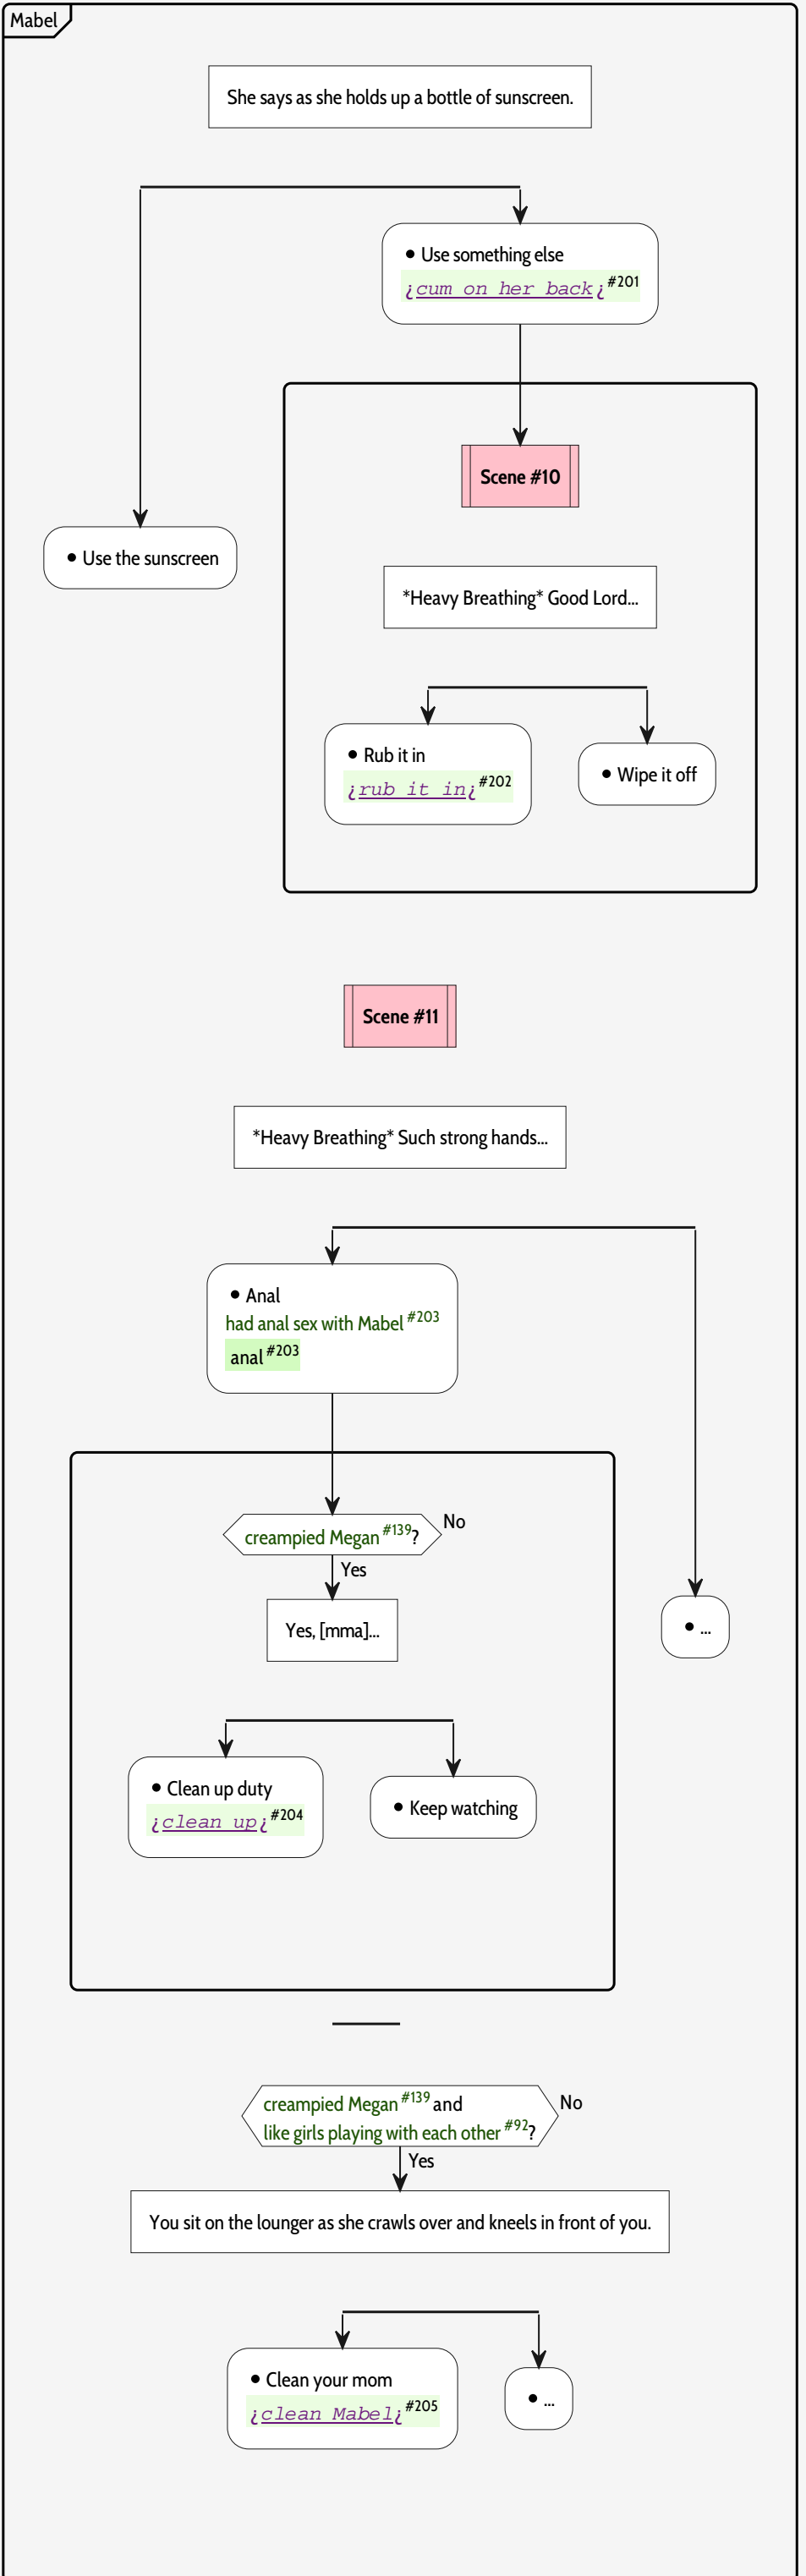 Mabel
She says as she holds up a bottle of sunscreen.
• Use something else
¿cum on her back¿ #201
Scene #10
• Use the sunscreen
*Heavy Breathing* Good Lord...
• Rub it in
¿rub it in¿ #202
• Wipe it off
Scene #11
*Heavy Breathing* Such strong hands...
• Anal
had anal sex with Mabel #203
anal #203
creampied Megan #139?
No
Yes
Yes, [mma]...
• ...
• Clean up duty
¿clean up¿ #204
• Keep watching
creampied Megan #139 and
like girls playing with each other #92?
No
Yes
You sit on the lounger as she crawls over and kneels in front of you.
• Clean your mom
¿clean Mabel¿ #205
• ...